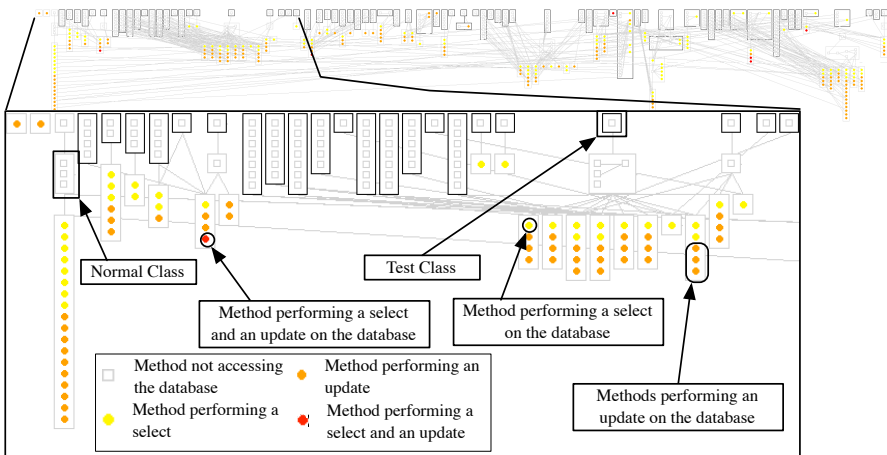 Normal Class
Test Class
Method performing a select
and an update on the database
Method performing a select
on the database
Methods performing an
update on the database
Method not accessing
the database
Method performing an
update
Method performing a
select
Method performing a
select and an update